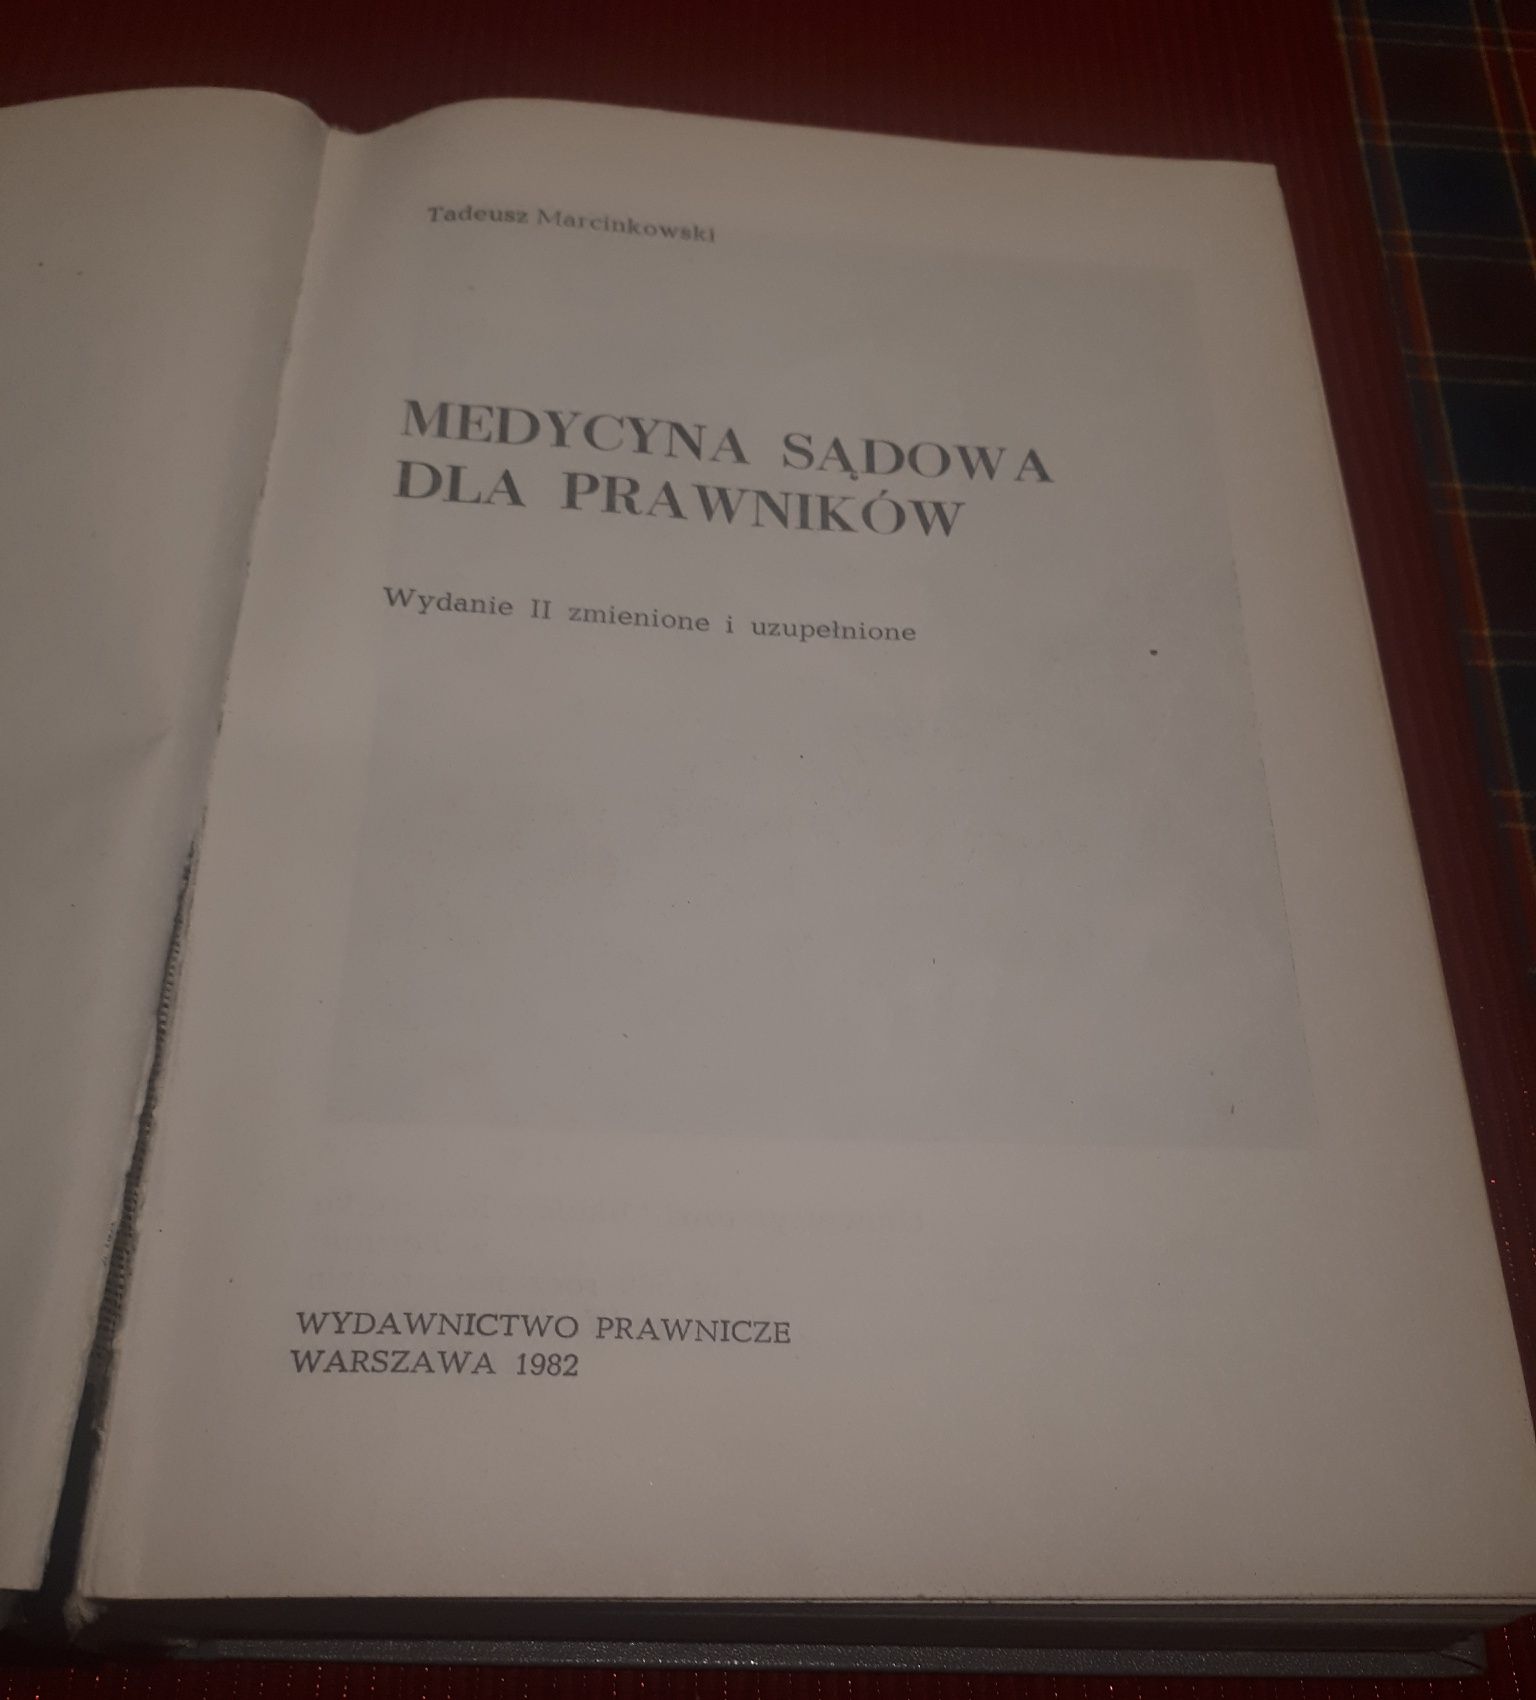 Tadeusz Marcinkowski
MEDYCYNA SĄDOWA
DLA PRAWNIKÓW
Wydanie II zmienione i uzupełnione
WYDAWNICTWO PRAWNICZE
WARSZAWA 1982